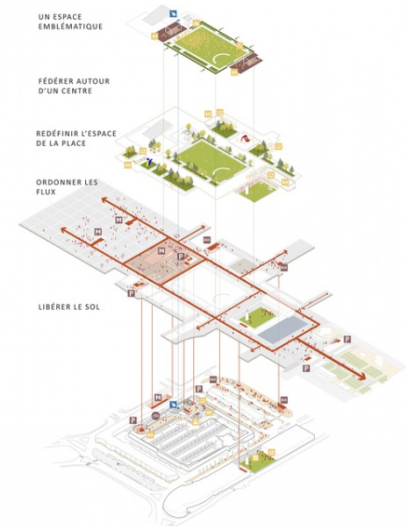 UN ESPACE
EMBLÉMATIQUE
FÉDÉRER AUTOUR
D'UN CENTRE
REDÉFINIR L'ESPACE
DE LA PLACE
ORDONNER LES
FLUX
M
M
M
P
P
LIBÉRER LE SOL
P
P
P
P